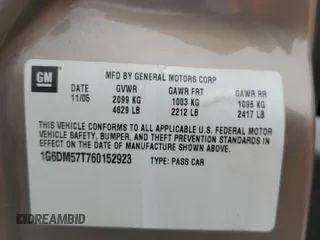 GM
MFD BY GENERAL MOTORS CORP
DATE GVWR GAWR FRT GAWR RR
11/05 2099 KG 1003 KG 1096 KG
4629 LB 2212 LB 2417 LB
THIS VEHICLE CONFORMS TO ALL APPLICABLE U.S. FEDERAL MOTOR
VEHICLE SAFETY, BUMPER, AND THEFT PREVENTION STANDARDS IN
EFFECT ON THE DATE OF MANUFACTURE SHOWN ABOVE.
1G6DM57T760152923 TYPE: PASS CAR
DREAMBID